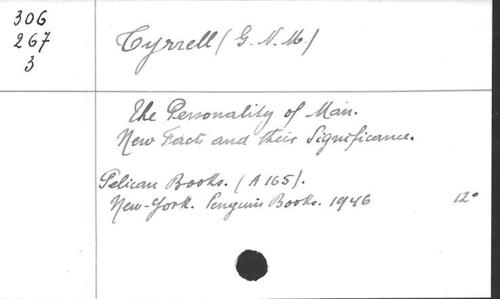 306
267
3
Tyrrell (G. N. M.)
The Personality of Man.
New Facts and their Significance.
Pelican Books. (A 165).
New-York. Penguin Books. 1946 12°